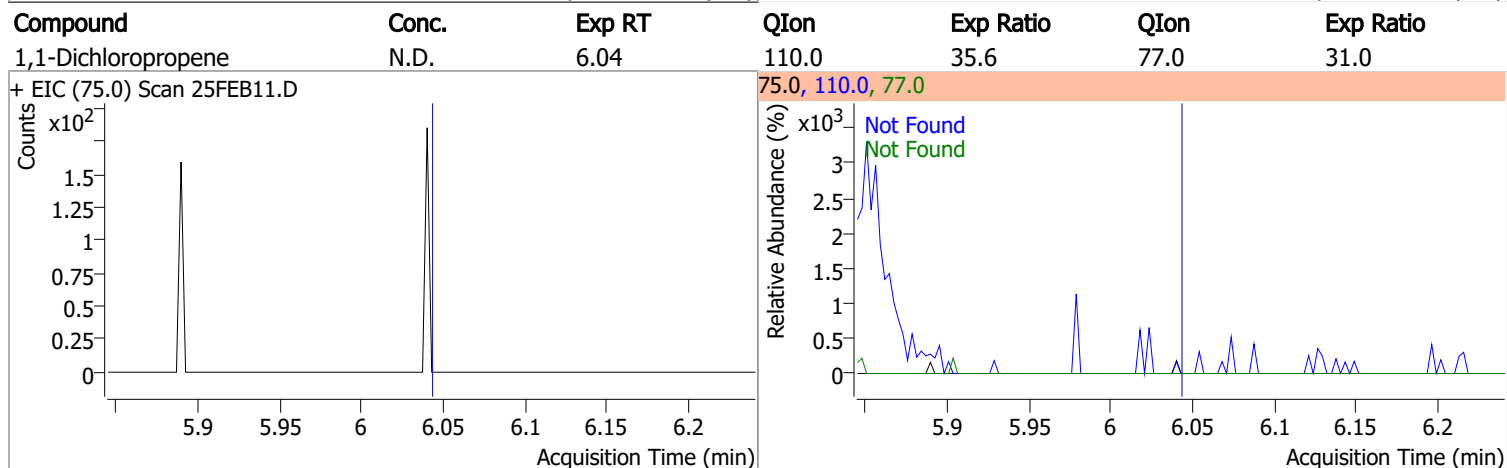 Compound Conc. Exp RT QIon Exp Ratio QIon Exp Ratio
1,1-Dichloropropene N.D. 6.04 110.0 35.6 77.0 31.0
+ EIC (75.0) Scan 25FEB11.D
Counts
x10²
1.5
1.25
1
0.75
0.5
0.25
0
5.9 5.95 6 6.05 6.1 6.15 6.2
Acquisition Time (min)
75.0, 110.0, 77.0
Relative Abundance (%)
x10³
Not Found
Not Found
3
2.5
2
1.5
1
0.5
0
5.9 5.95 6 6.05 6.1 6.15 6.2
Acquisition Time (min)